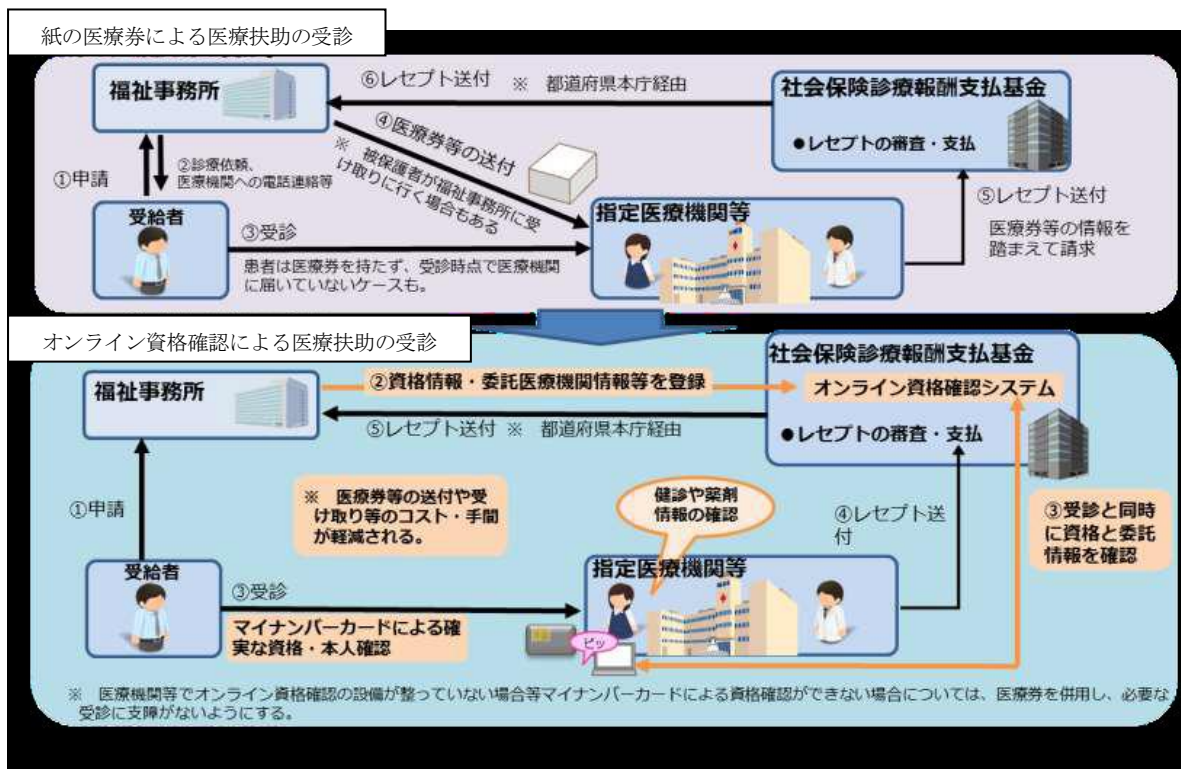 紙の医療券による医療扶助の受診
福祉事務所
⑥レセプト送付 ※ 都道府県本庁経由
社会保険診療報酬支払基金
●レセプトの審査・支払
①申請
②診療依頼、
医療機関への電話連絡等
④医療券等の送付
※ 被保護者が福祉事務所に受
け取りに行く場合もある
受給者
③受診
患者は医療券を持たず、受診時点で医療機関
に届いていないケースも。
指定医療機関等
⑤レセプト送付
医療券等の情報を
踏まえて請求
オンライン資格確認による医療扶助の受診
福祉事務所
②資格情報・委託医療機関情報等を登録
社会保険診療報酬支払基金
オンライン資格確認システム
⑤レセプト送付 ※ 都道府県本庁経由
●レセプトの審査・支払
①申請
※ 医療券等の送付や受
け取り等のコスト・手間
が軽減される。
健診や薬剤
情報の確認
④レセプト送
付
③受診と同時
に資格と委託
情報を確認
受給者
③受診
マイナンバーカードによる確
実な資格・本人確認
指定医療機関等
ピッ
※ 医療機関等でオンライン資格確認の設備が整っていない場合等マイナンバーカードによる資格確認ができない場合については、医療券を併用し、必要な
受診に支障がないようにする。